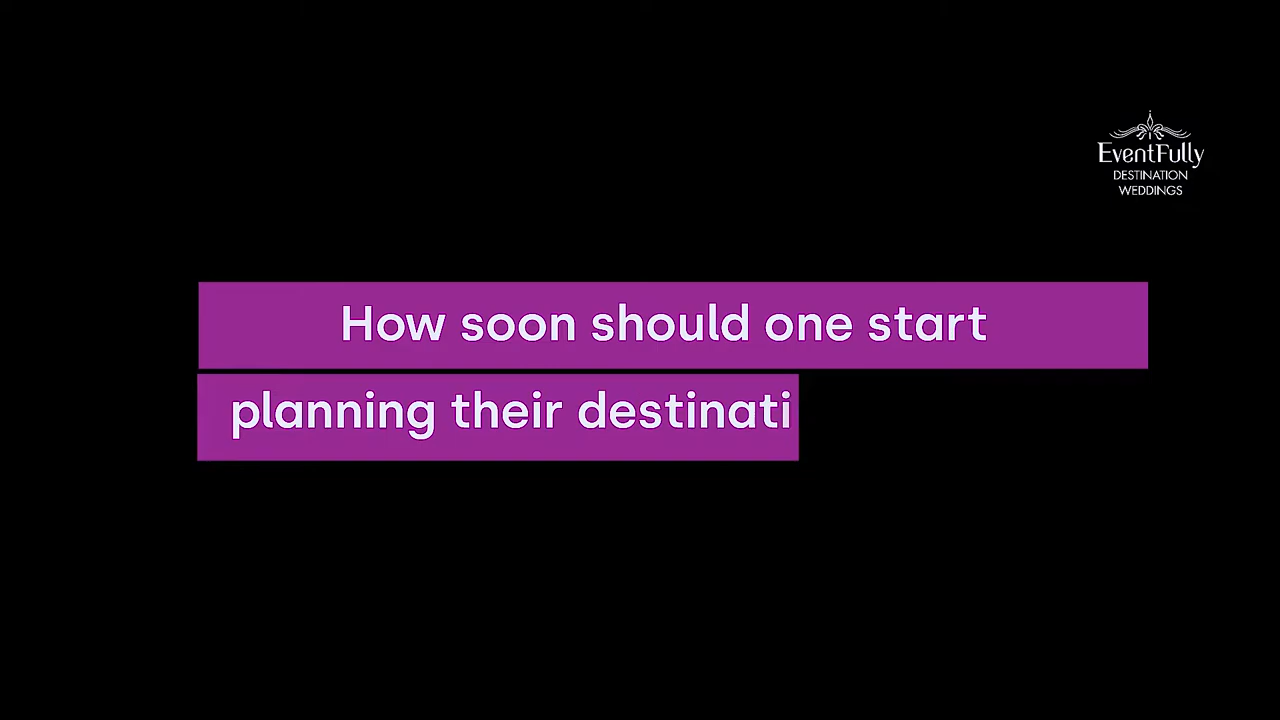 EventFully
DESTINATION
WEDDINGS
How soon should one start
planning their destinati